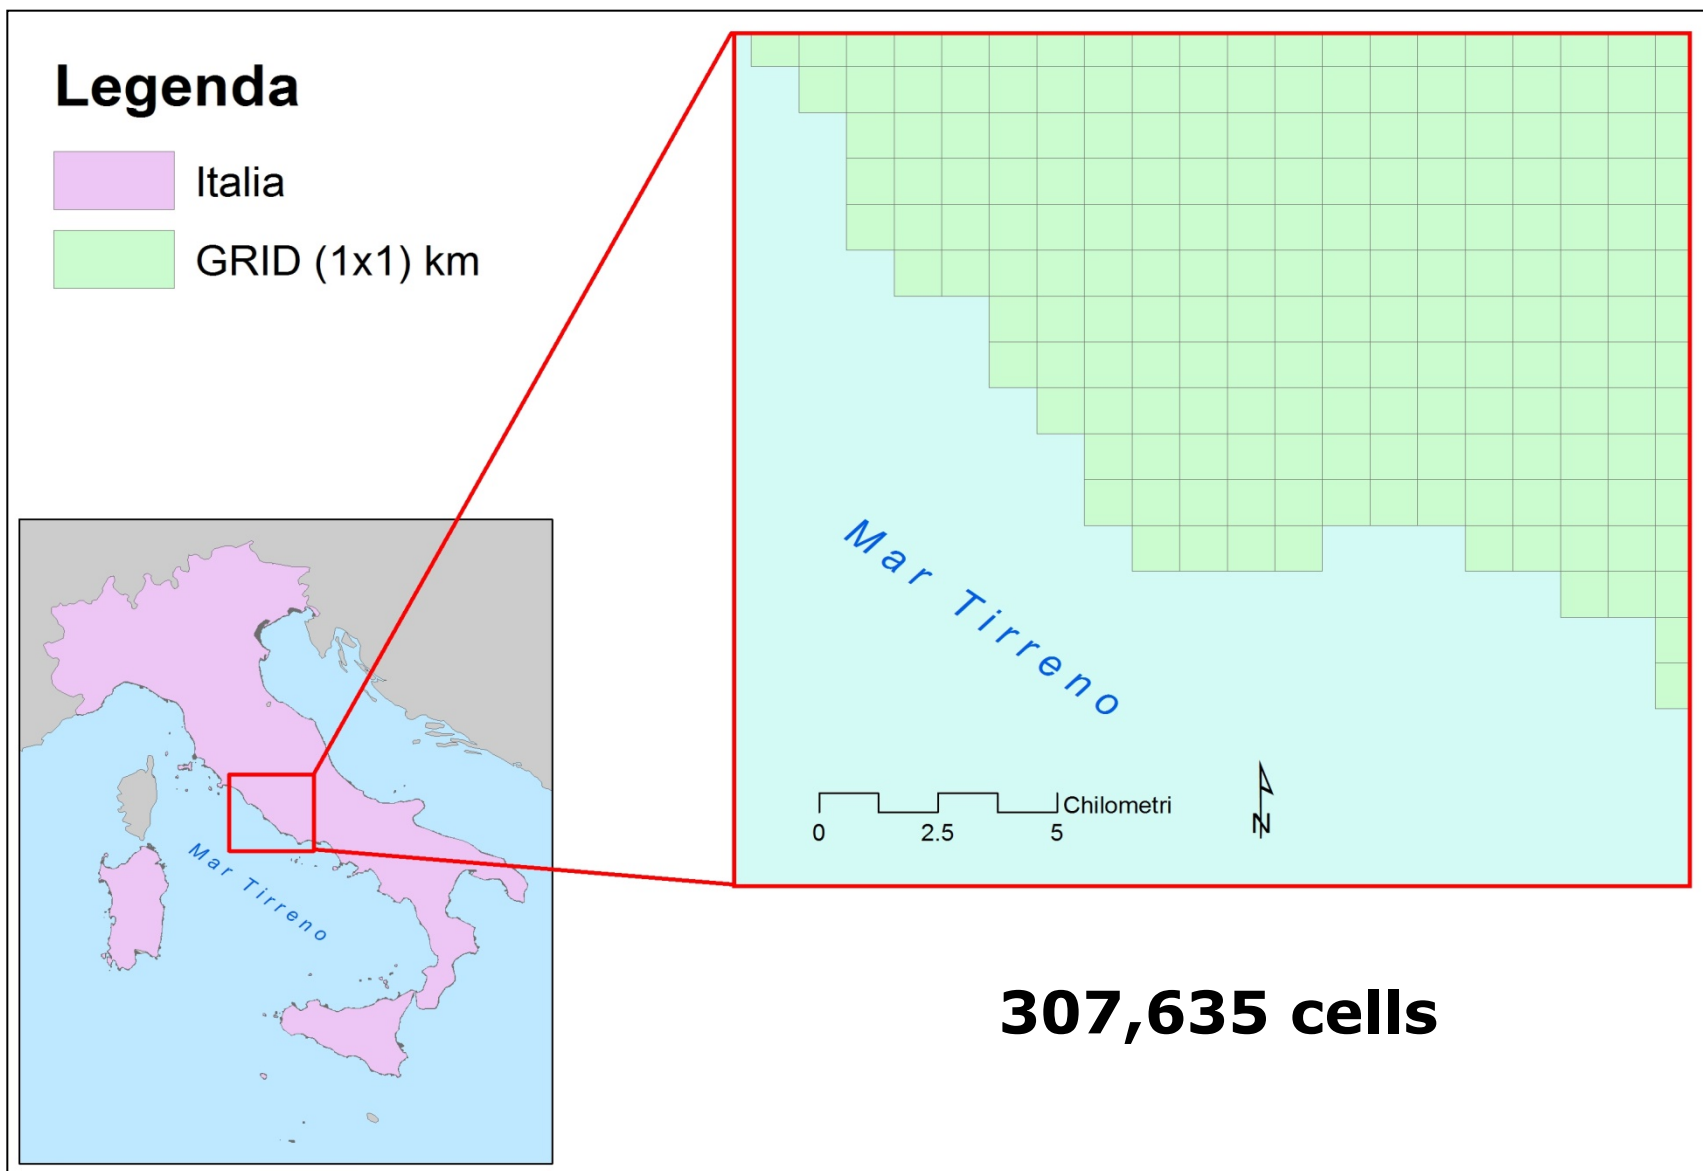 Legenda
Italia
GRID (1x1) km
Mar Tirreno
Chilometri
0 2.5 5
N
Mar Tirreno
307,635 cells